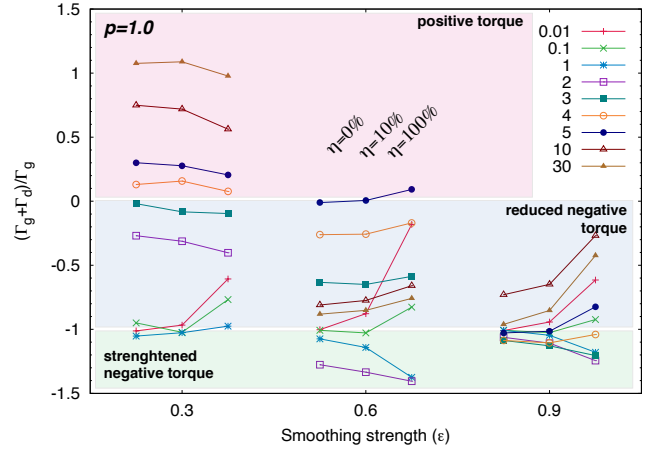 p=1.0
positive torque
0.01
0.1
1
2
3
4
5
10
30
η=0%
η=10%
η=100%
reduced negative
torque
strenghtened
negative torque
1.5
1
0.5
0
-0.5
-1
-1.5
(Γg+Γd)/Γg
0.3
0.6
0.9
Smoothing strength (ε)